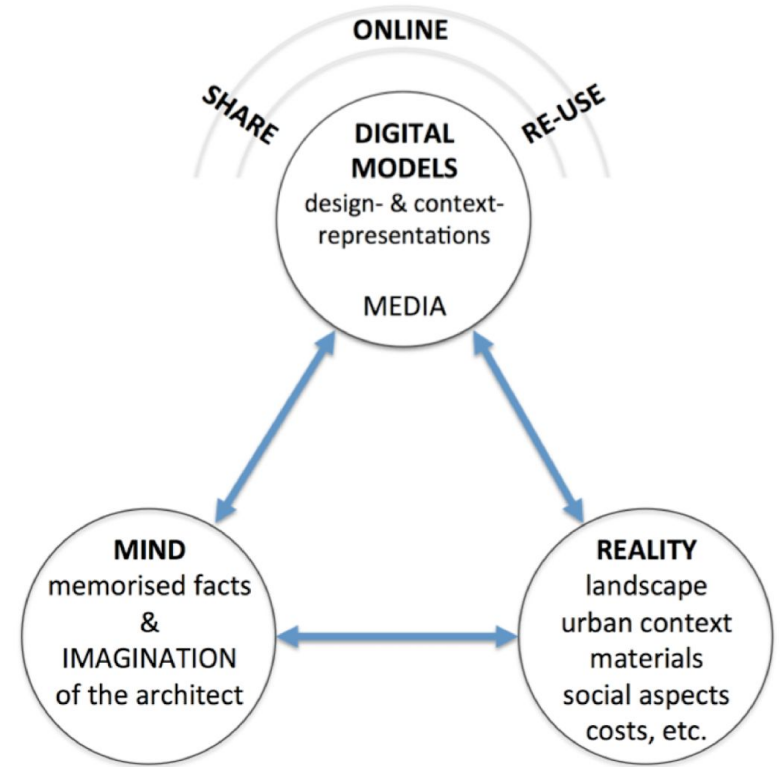 ONLINE
SHARE
RE-USE
DIGITAL
MODELS
design- & context-
representations
MEDIA
MIND
memorised facts
&
IMAGINATION
of the architect
REALITY
landscape
urban context
materials
social aspects
costs, etc.